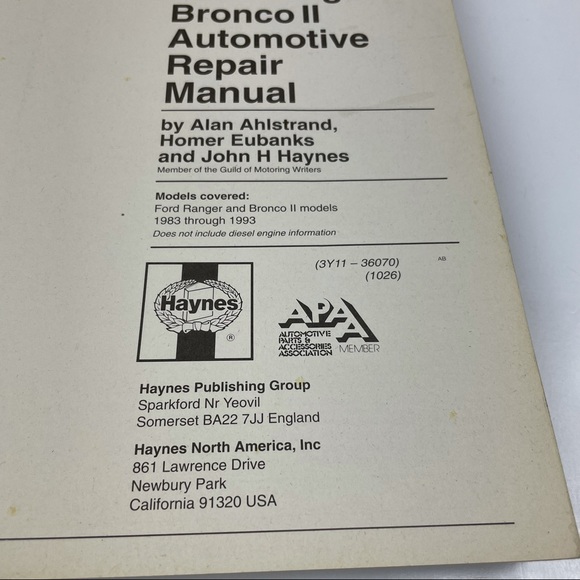 Bronco II
Automotive
Repair
Manual
by Alan Ahlstrand,
Homer Eubanks
and John H Haynes
Member of the Guild of Motoring Writers
Models covered:
Ford Ranger and Bronco II models
1983 through 1993
Does not include diesel engine information
(3Y11 – 36070)
(1026)
AB
Haynes
®
APAA
AUTOMOTIVE
PARTS &
ACCESSORIES
ASSOCIATION
MEMBER
Haynes Publishing Group
Sparkford Nr Yeovil
Somerset BA22 7JJ England
Haynes North America, Inc
861 Lawrence Drive
Newbury Park
California 91320 USA